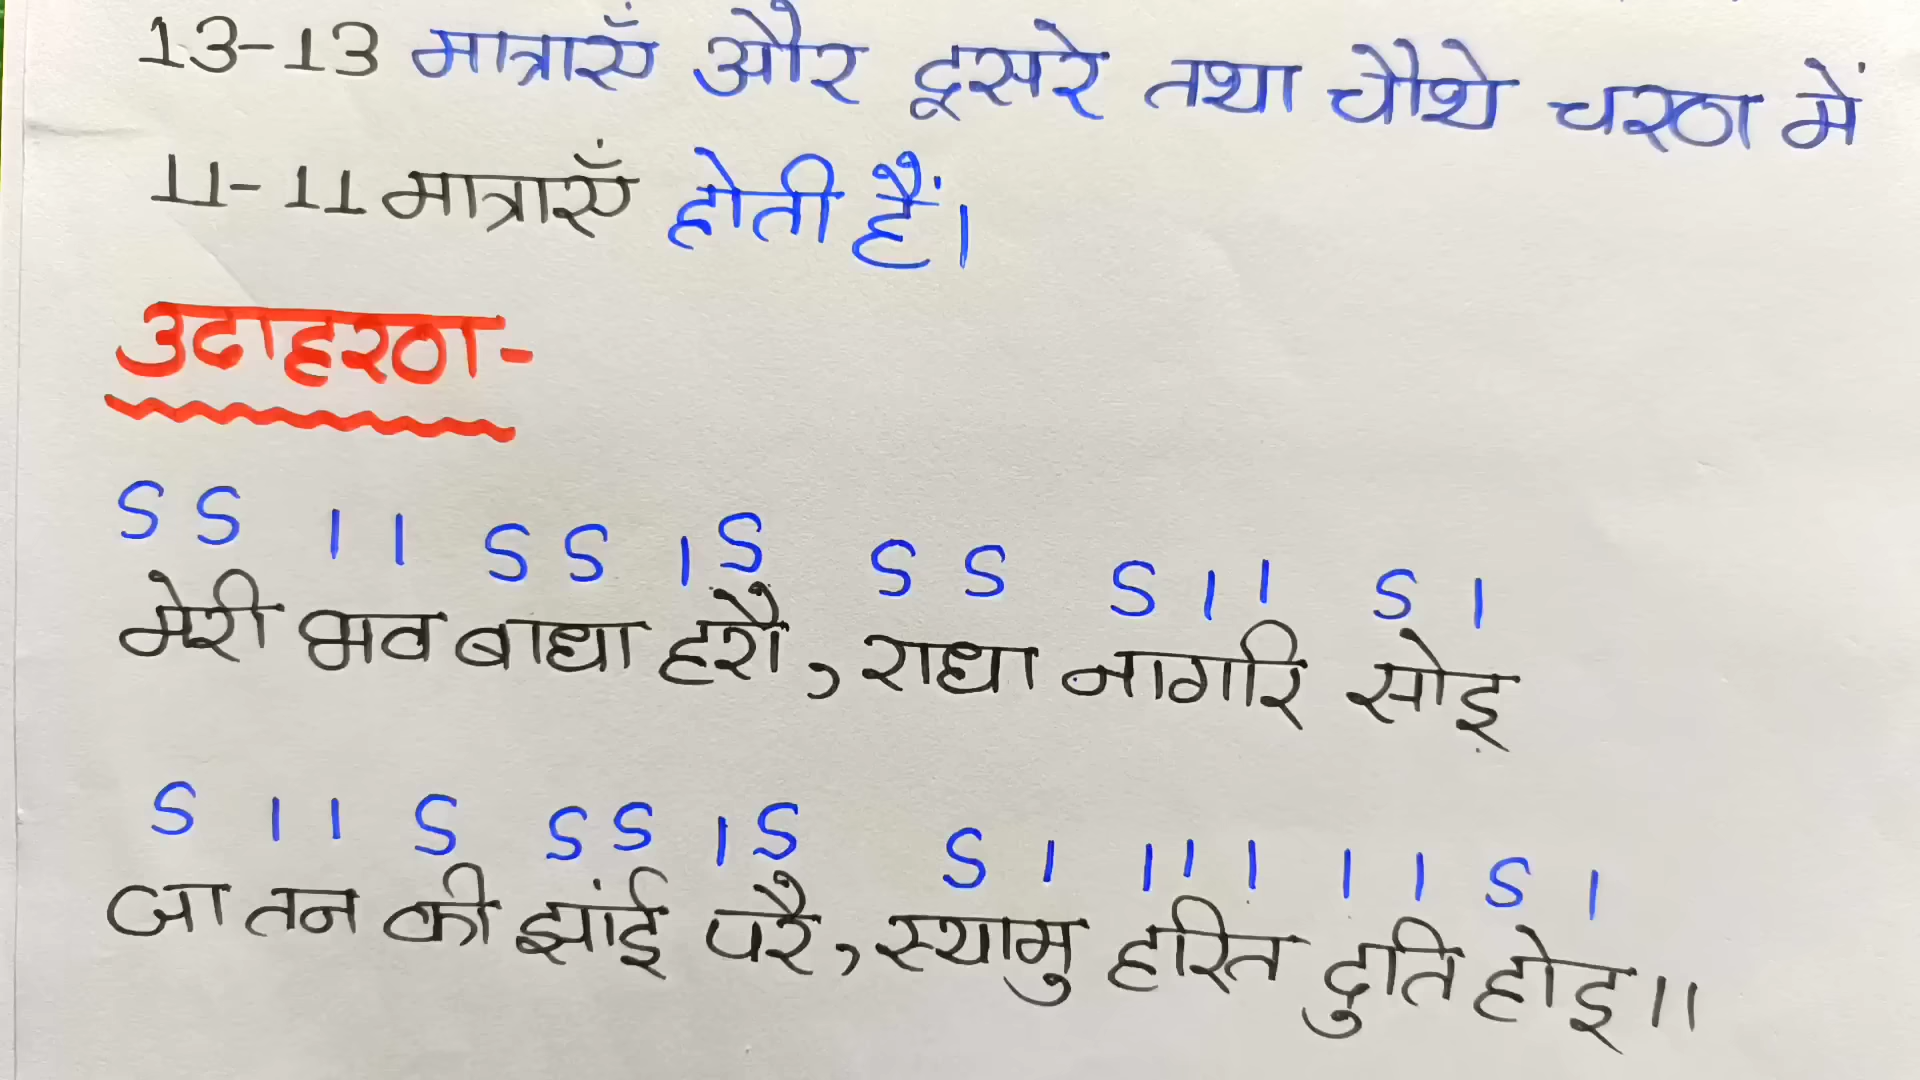 13-13 मात्राएँ और दूसरे तथा चौथे चरण में
11-11 मात्राएँ होती हैं।
उदाहरण-
S S I I S S I S S S S I I S I
मेरी भव बाधा हरौ, राधा नागरि सोइ
S I I S S S I S S I I I I I I S I
जा तन की झांई परै, स्यामु हरित दुति होइ।।